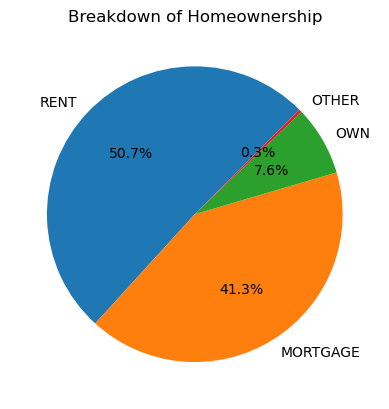 Breakdown of Homeownership
OTHER
RENT
OWN
50.7%
0.3%
7.6%
41.3%
MORTGAGE